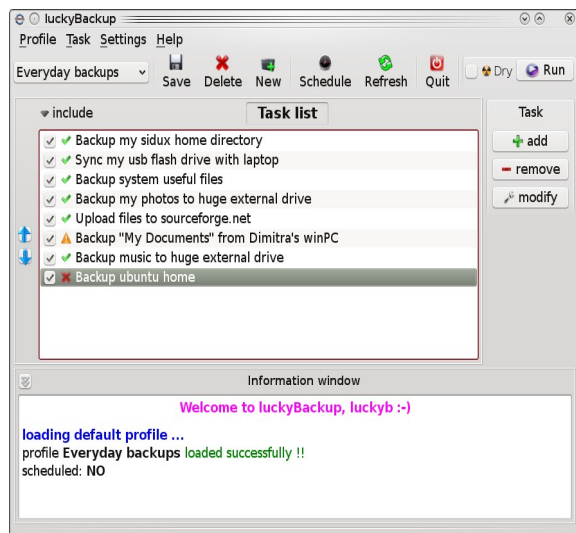 luckyBackup
Profile Task Settings Help
Everyday backups Save Delete New Schedule Refresh Quit Dry Run
include Task list Task
Backup my sidux home directory
Sync my usb flash drive with laptop
Backup system useful files
Backup my photos to huge external drive
Upload files to sourceforge.net
Backup "My Documents" from Dimitra's winPC
Backup music to huge external drive
Backup ubuntu home
add
remove
modify
Information window
Welcome to luckyBackup, luckyb :-)
loading default profile ...
profile Everyday backups loaded successfully !!
scheduled: NO